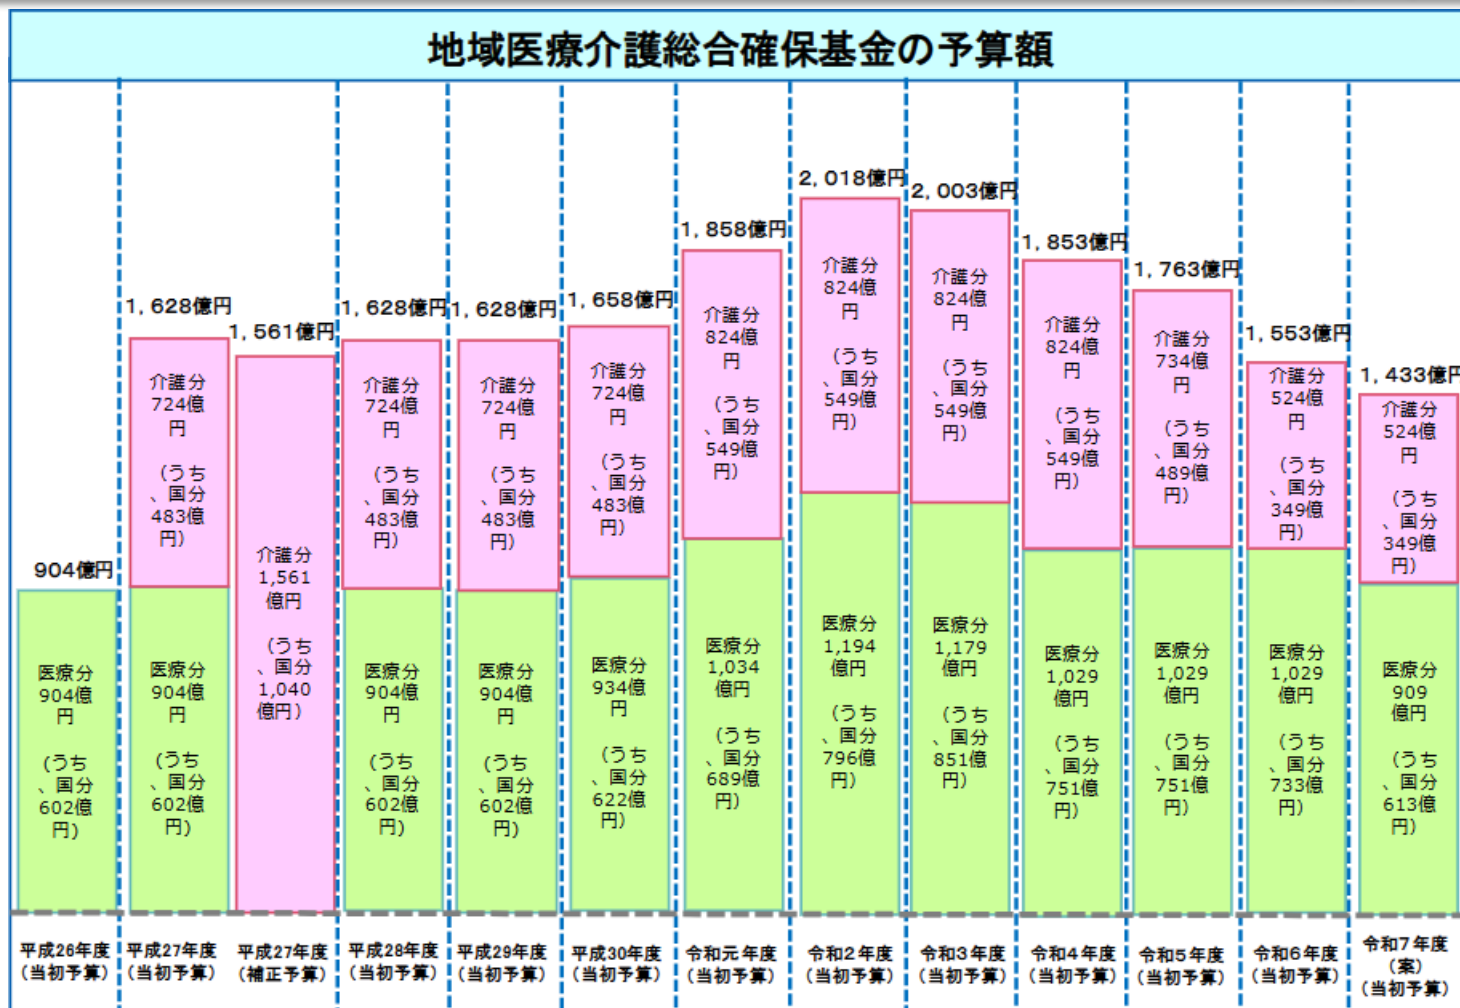 地域医療介護総合確保基金の予算額
904億円
医療分
904億
円
(うち
、国分
602億
円)
平成26年度
(当初予算)
1,628億円
介護分
724億
円
(うち
、国分
483億
円)
医療分
904億
円
(うち
、国分
602億
円)
平成27年度
(当初予算)
1,561億円
介護分
1,561
億円
(うち
、国分
1,040
億円)
平成27年度
(補正予算)
1,628億円
介護分
724億
円
(うち
、国分
483億
円)
医療分
904億
円
(うち
、国分
602億
円)
平成28年度
(当初予算)
1,628億円
介護分
724億
円
(うち
、国分
483億
円)
医療分
904億
円
(うち
、国分
602億
円)
平成29年度
(当初予算)
1,658億円
介護分
724億
円
(うち
、国分
483億
円)
医療分
934億
円
(うち
、国分
622億
円)
平成30年度
(当初予算)
1,858億円
介護分
824億
円
(うち
、国分
549億
円)
医療分
1,034
億円
(うち
、国分
689億
円)
令和元年度
(当初予算)
2,018億円
介護分
824億
円
(うち
、国分
549億
円)
医療分
1,194
億円
(うち
、国分
796億
円)
令和2年度
(当初予算)
2,003億円
介護分
824億
円
(うち
、国分
549億
円)
医療分
1,179
億円
(うち
、国分
851億
円)
令和3年度
(当初予算)
1,853億円
介護分
824億
円
(うち
、国分
549億
円)
医療分
1,029
億円
(うち
、国分
751億
円)
令和4年度
(当初予算)
1,763億円
介護分
734億
円
(うち
、国分
489億
円)
医療分
1,029
億円
(うち
、国分
751億
円)
令和5年度
(当初予算)
1,553億円
介護分
524億
円
(うち
、国分
349億
円)
医療分
1,029
億円
(うち
、国分
733億
円)
令和6年度
(当初予算)
1,433億円
介護分
524億
円
(うち
、国分
349億
円)
医療分
909
億円
(うち
、国分
613億
円)
令和7年度
(案)
(当初予算)